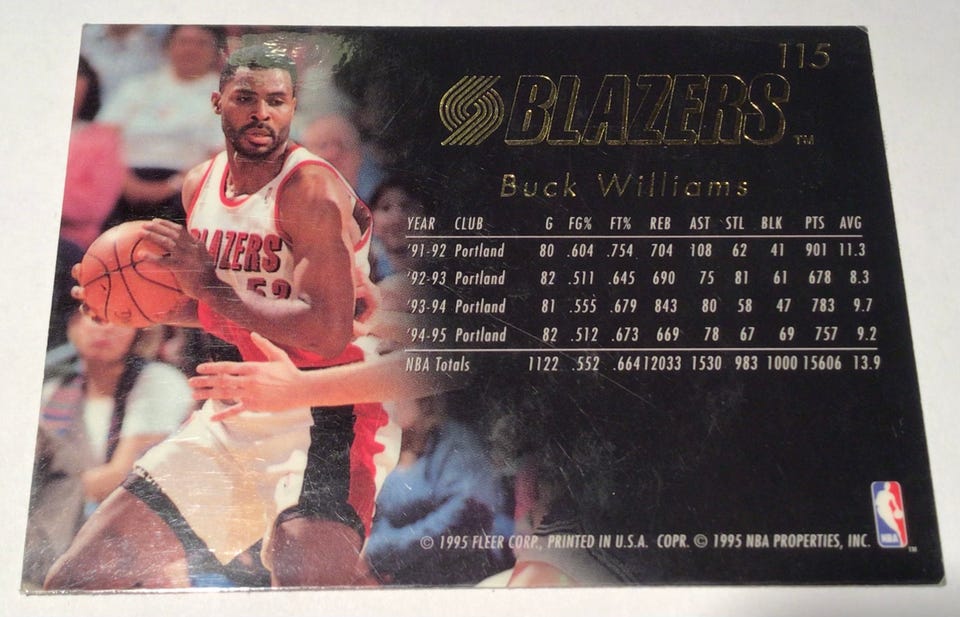 115
BLAZERS™
Buck Williams
YEAR CLUB G FG% FT% REB AST STL BLK PTS AVG
'91-92 Portland 80 .604 .754 704 108 62 41 901 11.3
'92-93 Portland 82 .511 .645 690 75 81 61 678 8.3
'93-94 Portland 81 .555 .679 843 80 58 47 783 9.7
'94-95 Portland 82 .512 .673 669 78 67 69 757 9.2
NBA Totals 1122 .552 .664 12033 1530 983 1000 15606 13.9
BLAZERS
52
NBA
© 1995 FLEER CORP., PRINTED IN U.S.A. COPR. © 1995 NBA PROPERTIES, INC. ™